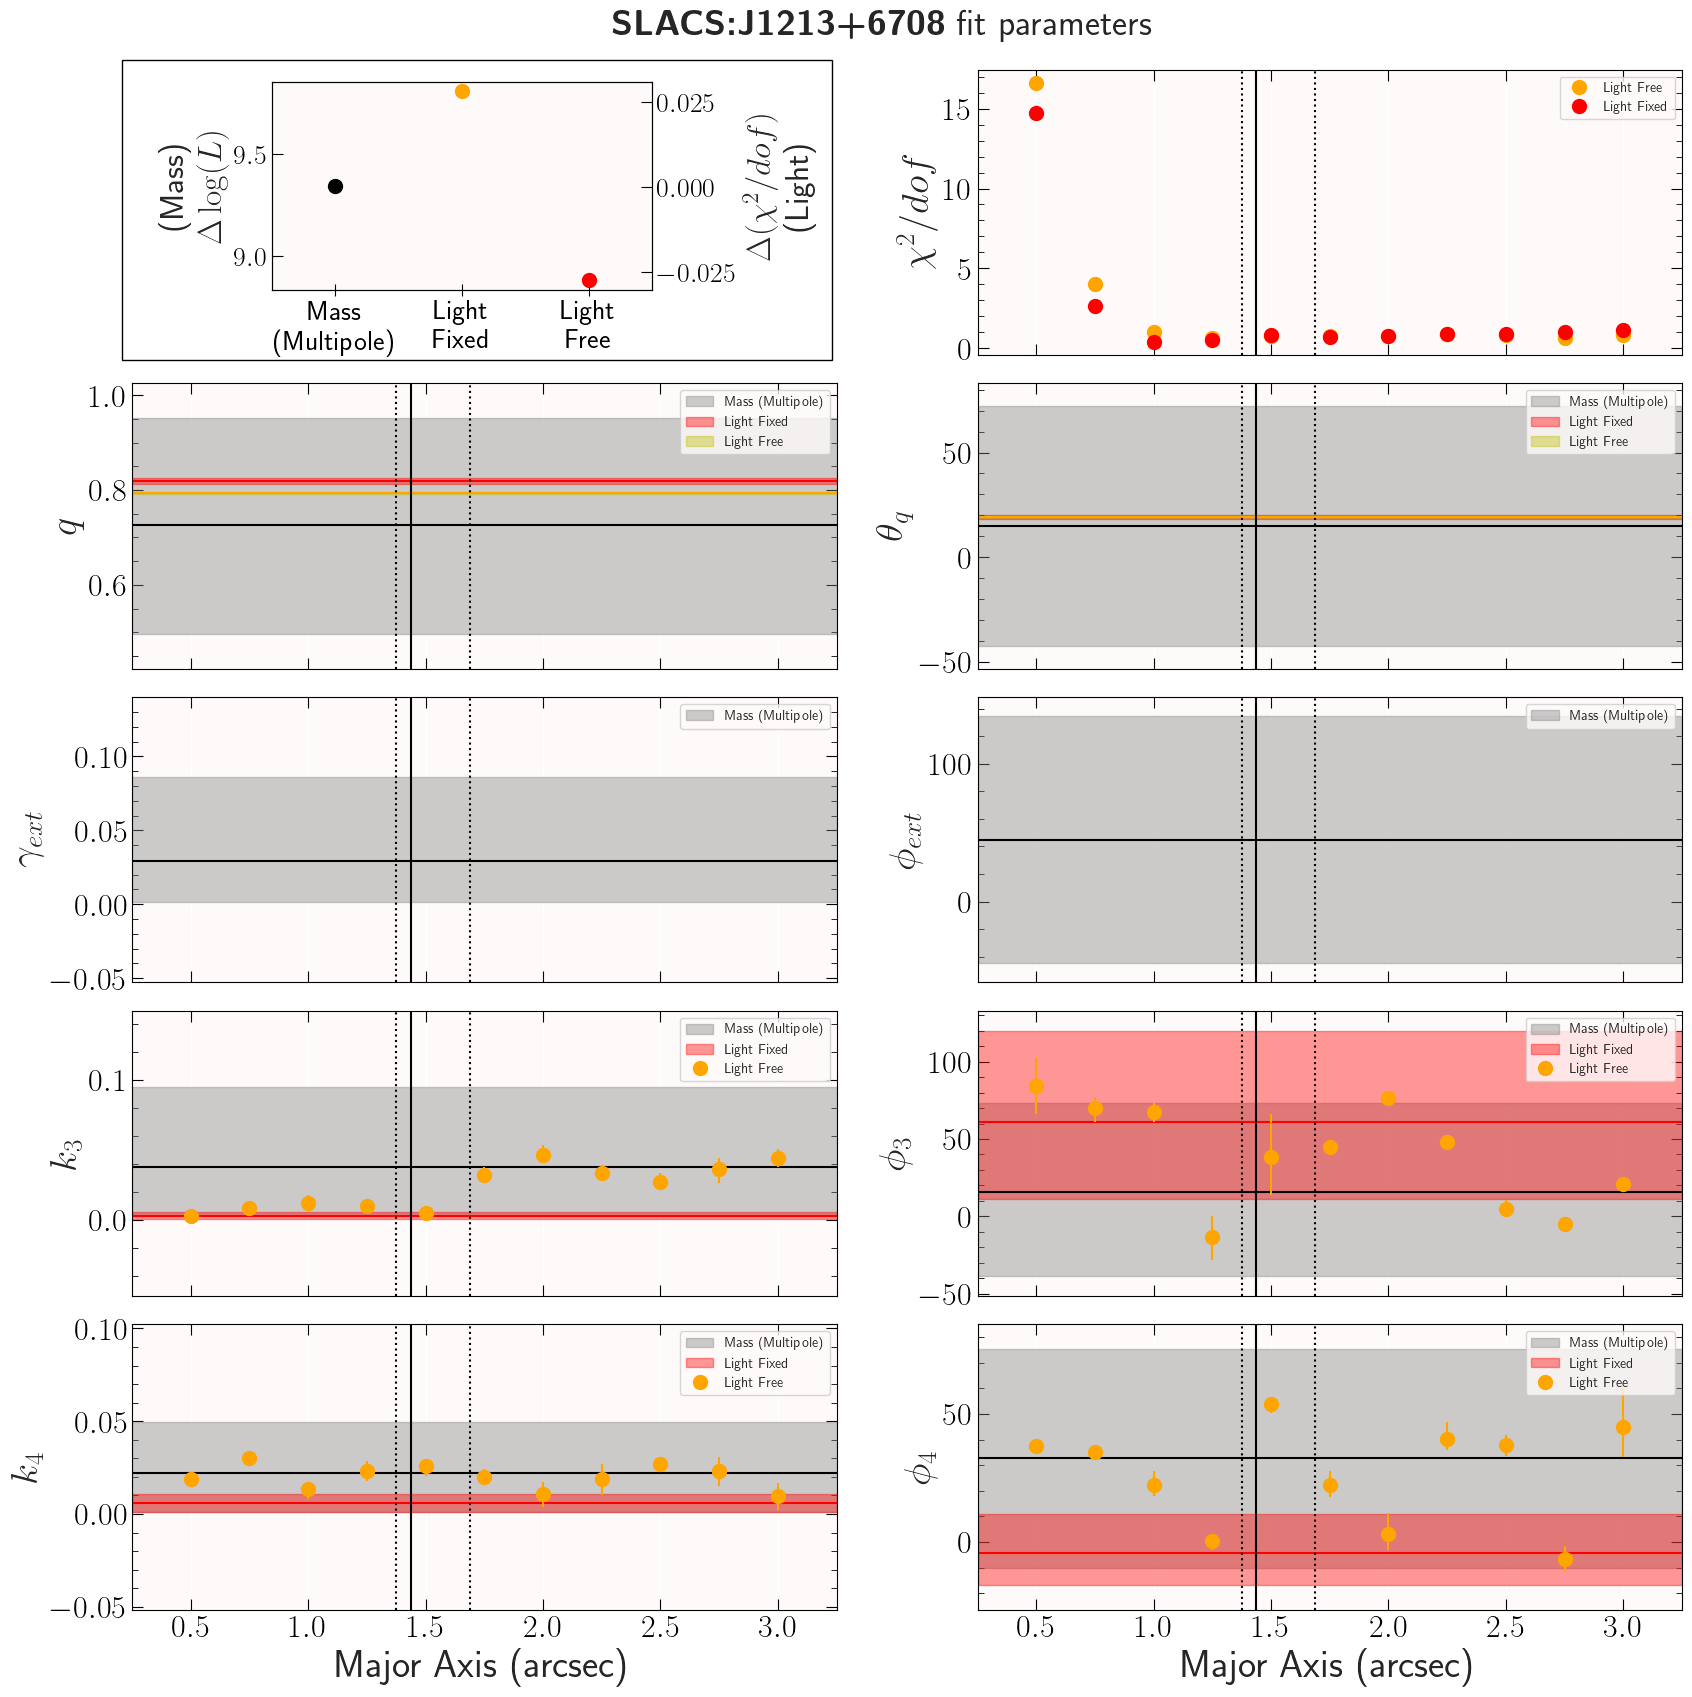 SLACS:J1213+6708 fit parameters
(Mass)
Δ log(L)
9.5
9.0
0.025
0.000
−0.025
Δ(χ²/dof)
(Light)
Mass
(Multipole)
Light
Fixed
Light
Free
χ²/dof
15
10
5
0
Light Free
Light Fixed
q
1.0
0.8
0.6
Mass (Multipole)
Light Fixed
Light Free
θ_q
50
0
−50
Mass (Multipole)
Light Fixed
Light Free
γ_ext
0.10
0.05
0.00
−0.05
Mass (Multipole)
ϕ_ext
100
0
Mass (Multipole)
k₃
0.1
0.0
Mass (Multipole)
Light Fixed
Light Free
ϕ₃
100
50
0
−50
Mass (Multipole)
Light Fixed
Light Free
k₄
0.10
0.05
0.00
−0.05
Mass (Multipole)
Light Fixed
Light Free
0.5 1.0 1.5 2.0 2.5 3.0
Major Axis (arcsec)
ϕ₄
50
0
Mass (Multipole)
Light Fixed
Light Free
0.5 1.0 1.5 2.0 2.5 3.0
Major Axis (arcsec)